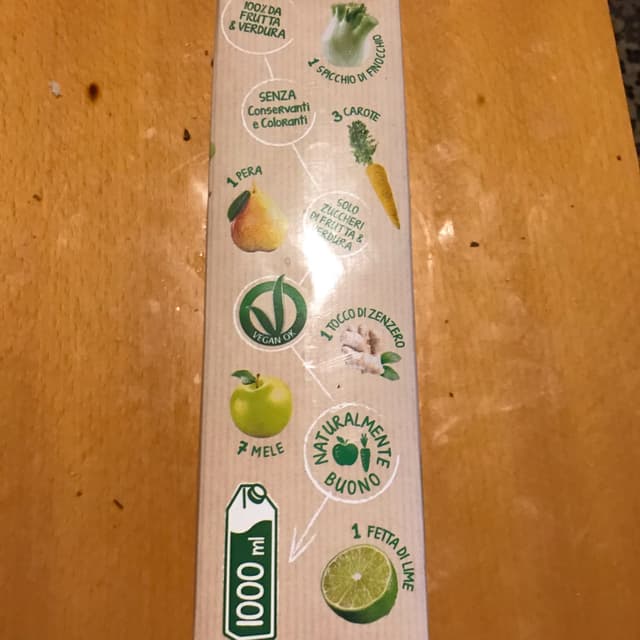 100% DA
FRUTTA
& VERDURA
1 SPICCHIO DI FINOCCHIO
SENZA
Conservanti
e Coloranti
3 CAROTE
1 PERA
SOLO
ZUCCHERI
DI FRUTTA &
VERDURA
VEGAN OK
1 TOCCO DI ZENZERO
7 MELE
NATURALMENTE
BUONO
1000 ml
1 FETTA DI LIME